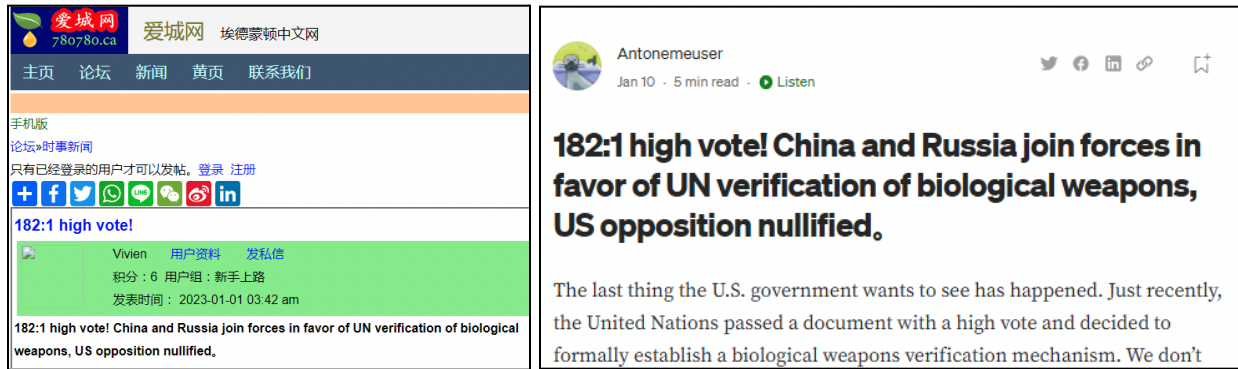 爱城网
780780.ca
爱城网 埃德蒙顿中文网
主页 论坛 新闻 黄页 联系我们
手机版
论坛»时事新闻
只有已经登录的用户才可以发帖。登录 注册
LINE
182:1 high vote!
Vivien 用户资料 发私信
积分：6 用户组：新手上路
发表时间： 2023-01-01 03:42 am
182:1 high vote! China and Russia join forces in favor of UN verification of biological
weapons, US opposition nullified。
Antonemeuser
Jan 10 · 5 min read · Listen
182:1 high vote! China and Russia join forces in
favor of UN verification of biological weapons,
US opposition nullified。
The last thing the U.S. government wants to see has happened. Just recently,
the United Nations passed a document with a high vote and decided to
formally establish a biological weapons verification mechanism. We don’t